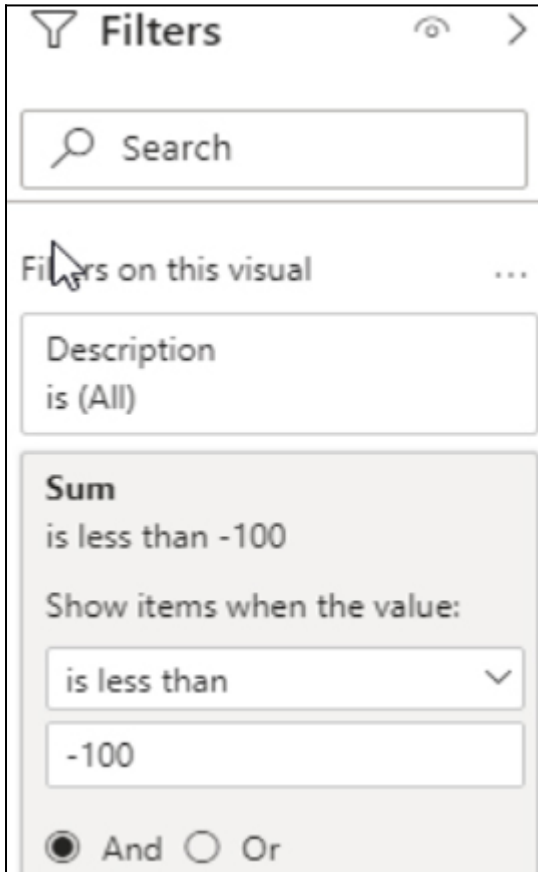 Filters
Search
Filters on this visual
...
Description
is (All)
Sum
is less than -100
Show items when the value:
is less than
-100
And Or